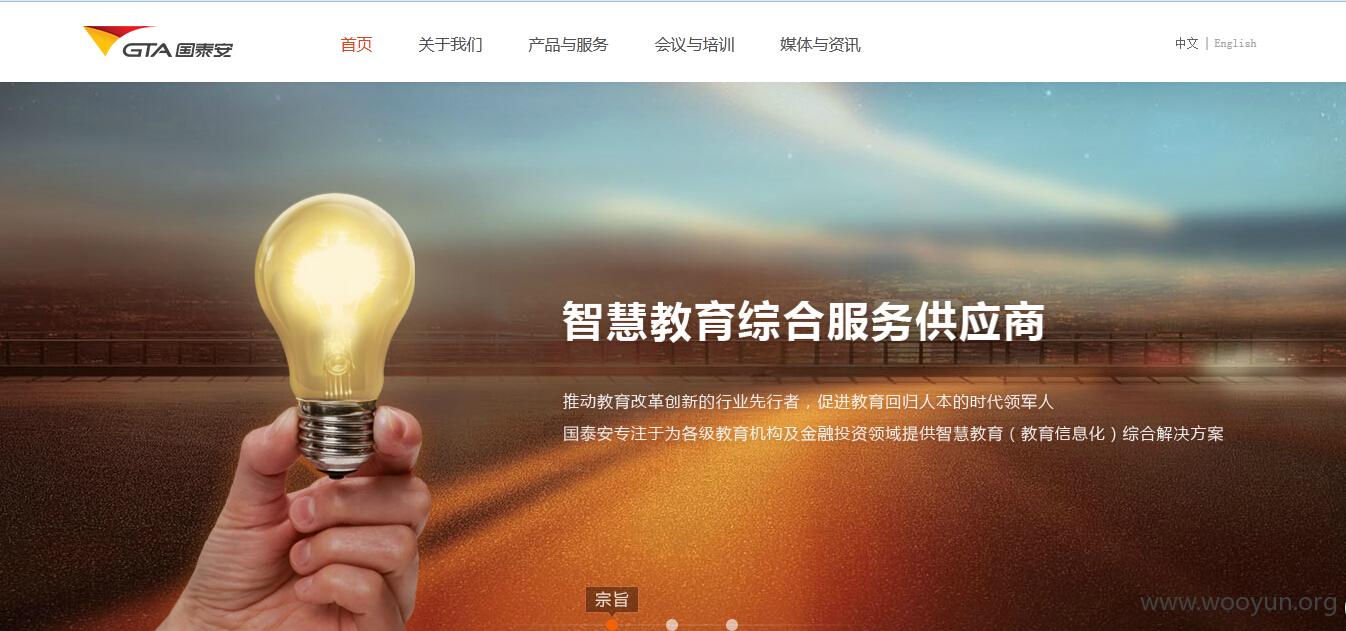 GTA 国泰安
首页 关于我们 产品与服务 会议与培训 媒体与资讯
中文 | English
智慧教育综合服务供应商
推动教育改革创新的行业先行者，促进教育回归人本的时代领军人
国泰安专注于为各级教育机构及金融投资领域提供智慧教育（教育信息化）综合解决方案
宗旨
www.wooyun.org